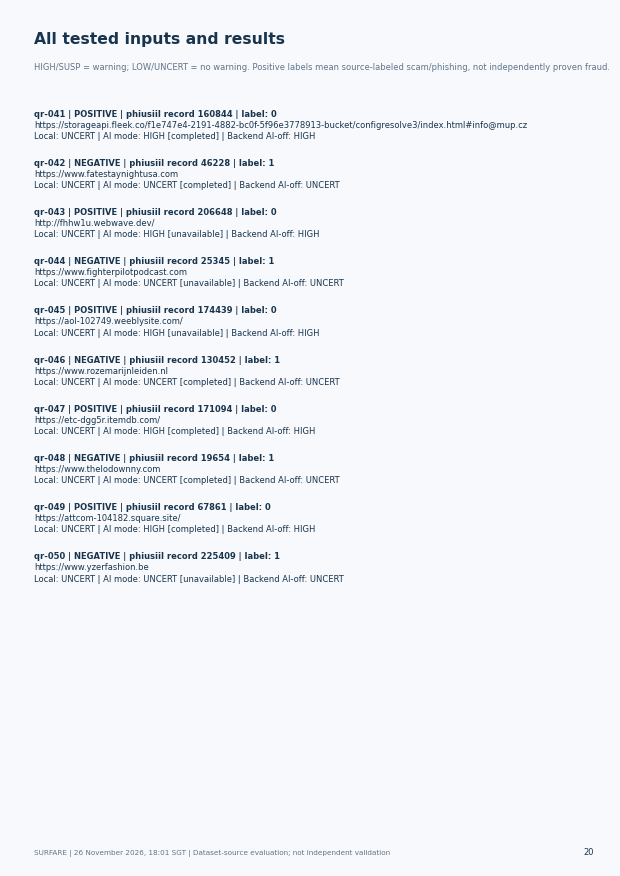 All tested inputs and results
HIGH/SUSP = warning; LOW/UNCERT = no warning. Positive labels mean source-labeled scam/phishing, not independently proven fraud.
qr-041 | POSITIVE | phiusiil record 160844 | label: 0
https://storageapi.fleek.co/f1e747e4-2191-4882-bc0f-5f96e3778913-bucket/configresolve3/index.html#info@mup.cz
Local: UNCERT | AI mode: HIGH [completed] | Backend AI-off: HIGH
qr-042 | NEGATIVE | phiusiil record 46228 | label: 1
https://www.fatestaynightusa.com
Local: UNCERT | AI mode: UNCERT [completed] | Backend AI-off: UNCERT
qr-043 | POSITIVE | phiusiil record 206648 | label: 0
http://fhhw1u.webwave.dev/
Local: UNCERT | AI mode: HIGH [unavailable] | Backend AI-off: HIGH
qr-044 | NEGATIVE | phiusiil record 25345 | label: 1
https://www.fighterpilotpodcast.com
Local: UNCERT | AI mode: UNCERT [unavailable] | Backend AI-off: UNCERT
qr-045 | POSITIVE | phiusiil record 174439 | label: 0
https://aol-102749.weeblysite.com/
Local: UNCERT | AI mode: HIGH [unavailable] | Backend AI-off: HIGH
qr-046 | NEGATIVE | phiusiil record 130452 | label: 1
https://www.rozemarijnleiden.nl
Local: UNCERT | AI mode: UNCERT [completed] | Backend AI-off: UNCERT
qr-047 | POSITIVE | phiusiil record 171094 | label: 0
https://etc-dgg5r.itemdb.com/
Local: UNCERT | AI mode: HIGH [completed] | Backend AI-off: HIGH
qr-048 | NEGATIVE | phiusiil record 19654 | label: 1
https://www.thelodownny.com
Local: UNCERT | AI mode: UNCERT [completed] | Backend AI-off: UNCERT
qr-049 | POSITIVE | phiusiil record 67861 | label: 0
https://attcom-104182.square.site/
Local: UNCERT | AI mode: HIGH [completed] | Backend AI-off: HIGH
qr-050 | NEGATIVE | phiusiil record 225409 | label: 1
https://www.yzerfashion.be
Local: UNCERT | AI mode: UNCERT [unavailable] | Backend AI-off: UNCERT
SURFARE | 26 November 2026, 18:01 SGT | Dataset-source evaluation; not independent validation
20